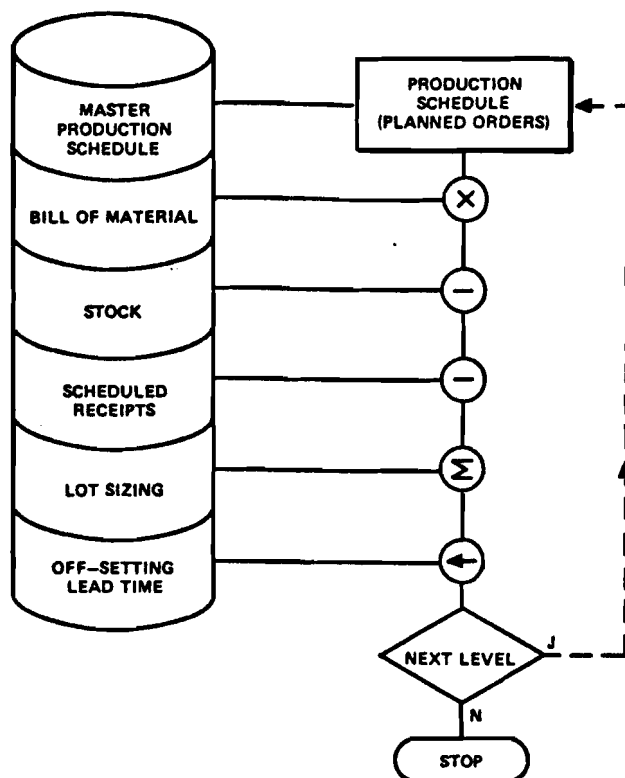 MASTER
PRODUCTION
SCHEDULE
PRODUCTION
SCHEDULE
(PLANNED ORDERS)
BILL OF MATERIAL
×
STOCK
−
SCHEDULED
RECEIPTS
−
LOT SIZING
Σ
OFF–SETTING
LEAD TIME
←
NEXT LEVEL
J
N
STOP